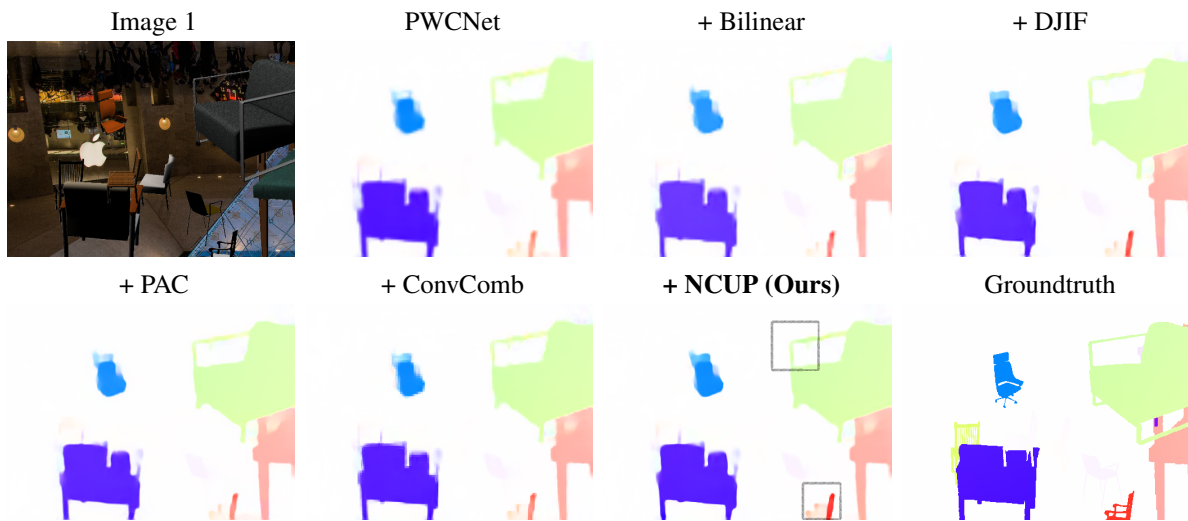 Image 1
PWCNet
+ Bilinear
+ DJIF
+ PAC
+ ConvComb
+ NCUP (Ours)
Groundtruth